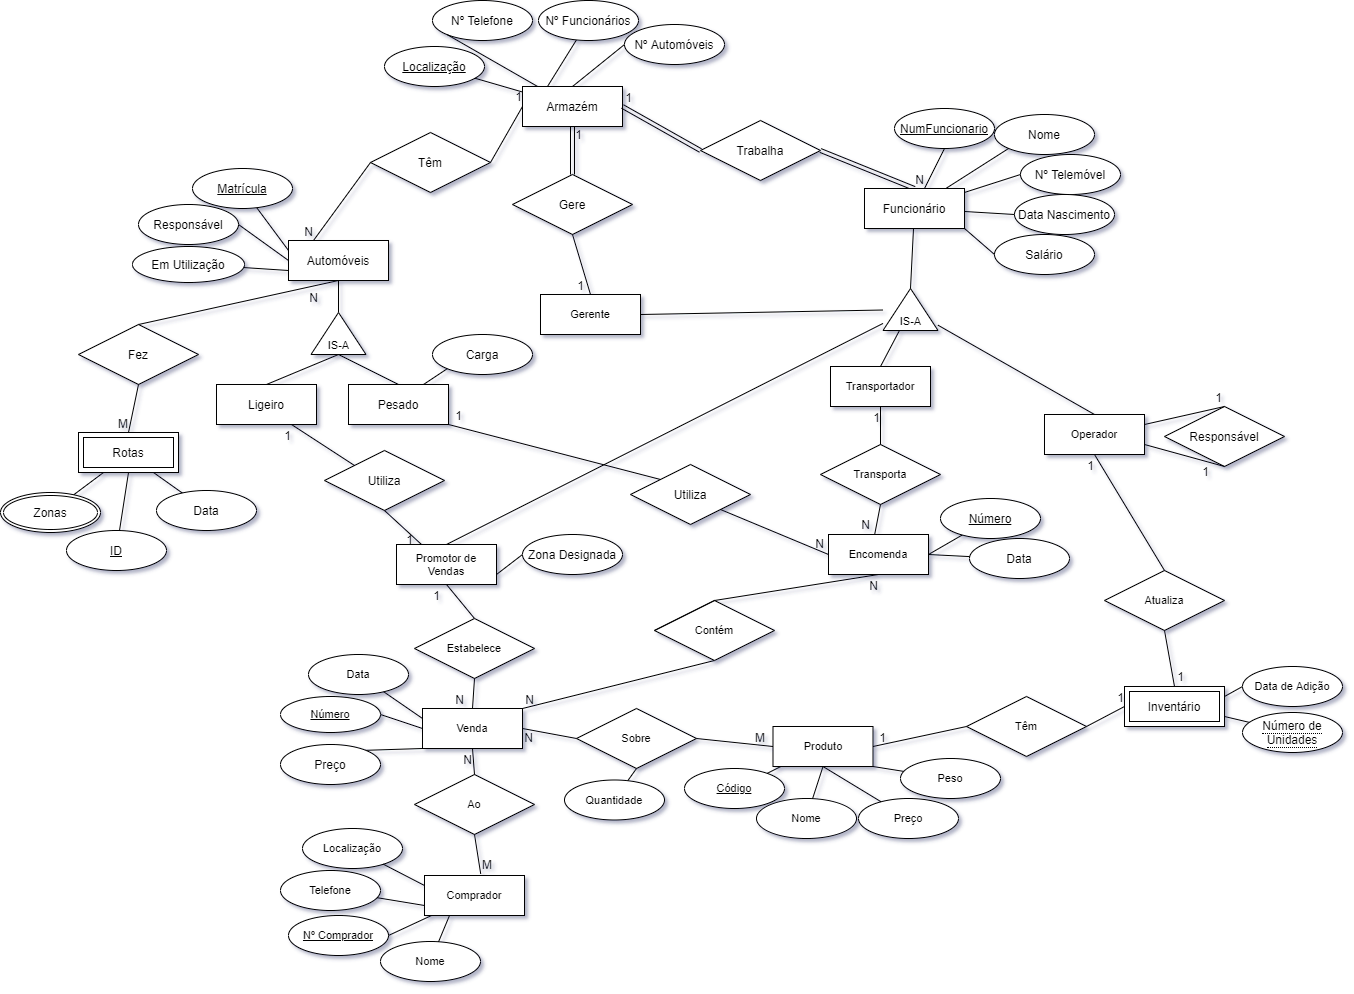 Nº Telefone
Nº Funcionários
Nº Automóveis
Localização
1
Armazém
1
1
Têm
Trabalha
NumFuncionario
Nome
Nº Telemóvel
Data Nascimento
Salário
N
Funcionário
Matrícula
Responsável
Em Utilização
N
Automóveis
N
Gere
1
Gerente
IS-A
IS-A
Fez
Carga
Ligeiro
Pesado
1
1
M
Rotas
Zonas
ID
Data
Transportador
1
Operador
1
Responsável
1
1
Utiliza
Utiliza
Transporta
N
N
Encomenda
Número
Data
N
1
Promotor de
Vendas
Zona Designada
1
Contém
Atualiza
Estabelece
1
1
Inventário
Data de Adição
Número de
Unidades
Data
Número
Preço
N
N
Venda
N
N
Sobre
Quantidade
M
Produto
1
Têm
Código
Nome
Preço
Peso
Ao
M
Localização
Telefone
Nº Comprador
Nome
Comprador